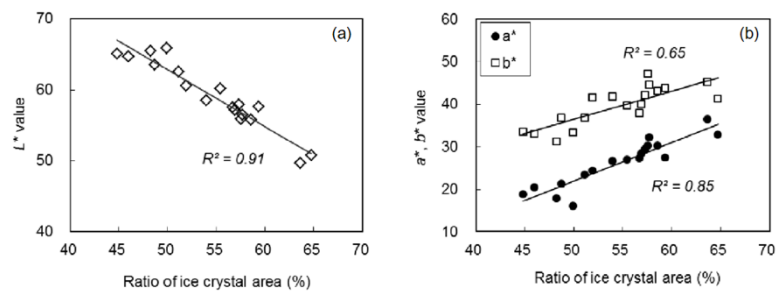 (a)
70
60
50
40
L* value
R² = 0.91
40 45 50 55 60 65 70
Ratio of ice crystal area (%)
(b)
a*
b*
60
50
40
30
20
10
0
a*, b* value
R² = 0.65
R² = 0.85
40 45 50 55 60 65 70
Ratio of ice crystal area (%)